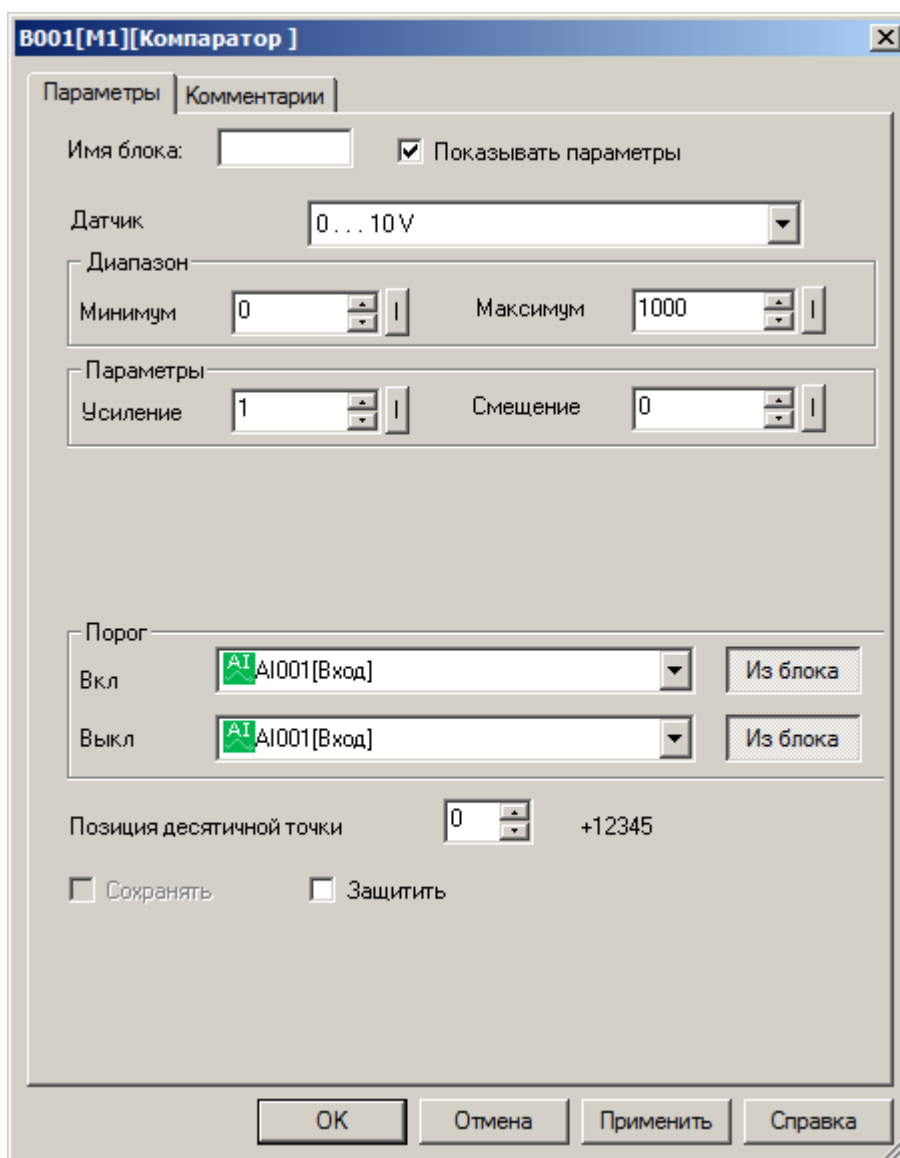 B001[M1][Компаратор ]
Параметры Комментарии
Имя блока: Показывать параметры
Датчик 0...10 V
Диапазон
Минимум 0 Максимум 1000
Параметры
Усиление 1 Смещение 0
Порог
Вкл AI AI001[Вход] Из блока
Выкл AI AI001[Вход] Из блока
Позиция десятичной точки 0 +12345
Сохранять Защитить
OK Отмена Применить Справка